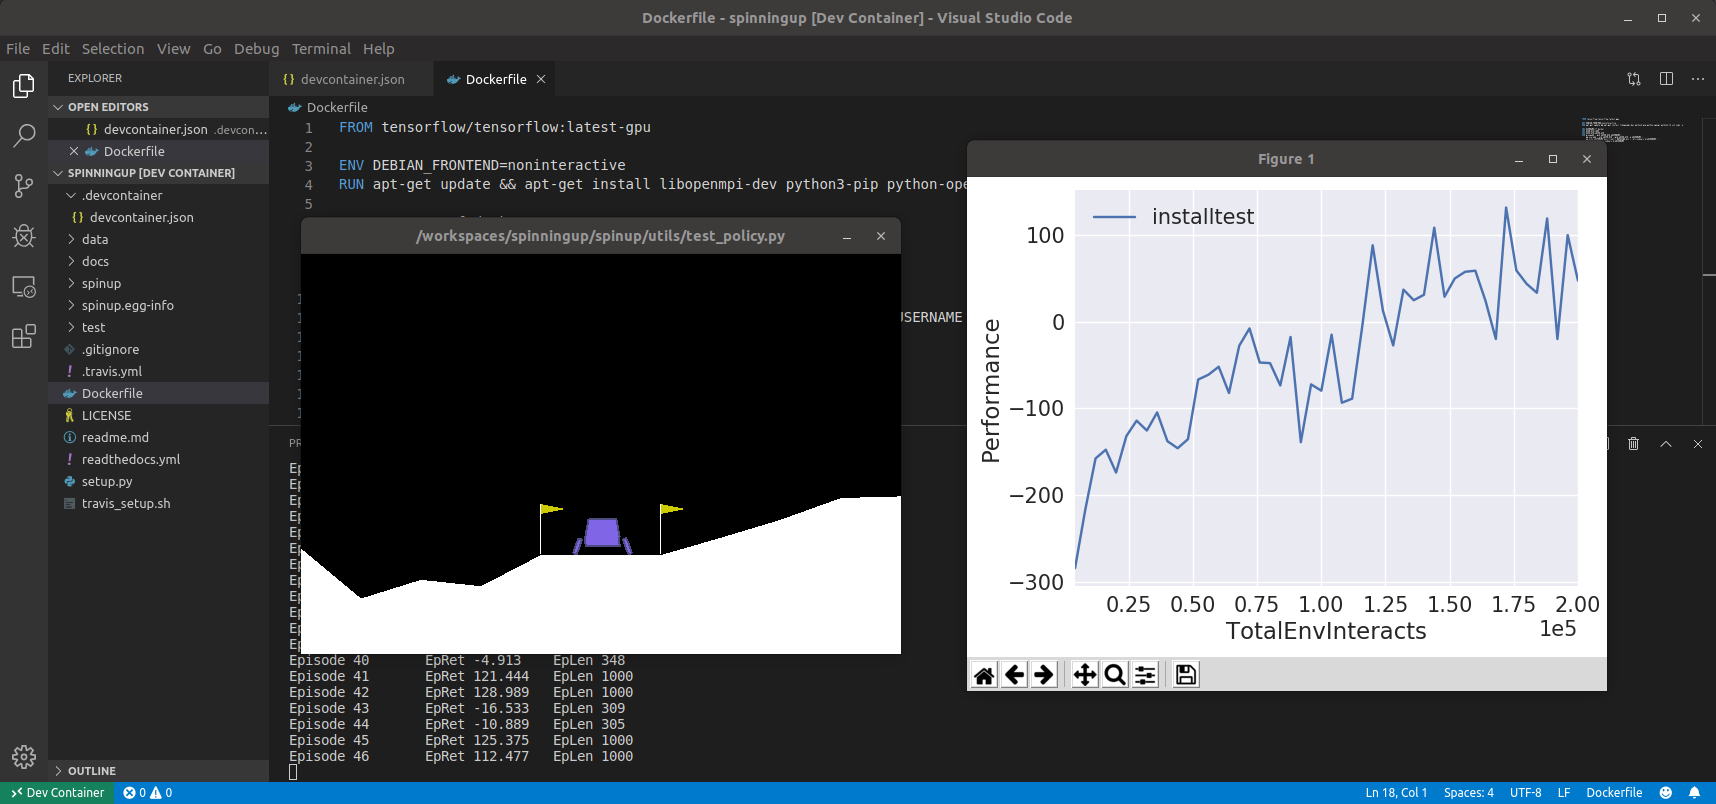 Dockerfile - spinningup [Dev Container] - Visual Studio Code
File Edit Selection View Go Debug Terminal Help
EXPLORER
OPEN EDITORS
{} devcontainer.json .devcon...
Dockerfile
SPINNINGUP [DEV CONTAINER]
.devcontainer
{} devcontainer.json
data
docs
spinup
spinup.egg-info
test
.gitignore
! .travis.yml
Dockerfile
LICENSE
readme.md
! readthedocs.yml
setup.py
travis_setup.sh
OUTLINE
{} devcontainer.json
Dockerfile
Dockerfile
1 FROM tensorflow/tensorflow:latest-gpu
2
3 ENV DEBIAN_FRONTEND=noninteractive
4 RUN apt-get update && apt-get install libopenmpi-dev python3-pip python-ope
5
USERNAME
/workspaces/spinningup/spinup/utils/test_policy.py
Episode 40 EpRet -4.913 EpLen 348
Episode 41 EpRet 121.444 EpLen 1000
Episode 42 EpRet 128.989 EpLen 1000
Episode 43 EpRet -16.533 EpLen 309
Episode 44 EpRet -10.889 EpLen 305
Episode 45 EpRet 125.375 EpLen 1000
Episode 46 EpRet 112.477 EpLen 1000
Figure 1
installtest
100
0
−100
−200
−300
Performance
0.25 0.50 0.75 1.00 1.25 1.50 1.75 2.00
1e5
TotalEnvInteracts
Dev Container 0 0
Ln 18, Col 1 Spaces: 4 UTF-8 LF Dockerfile